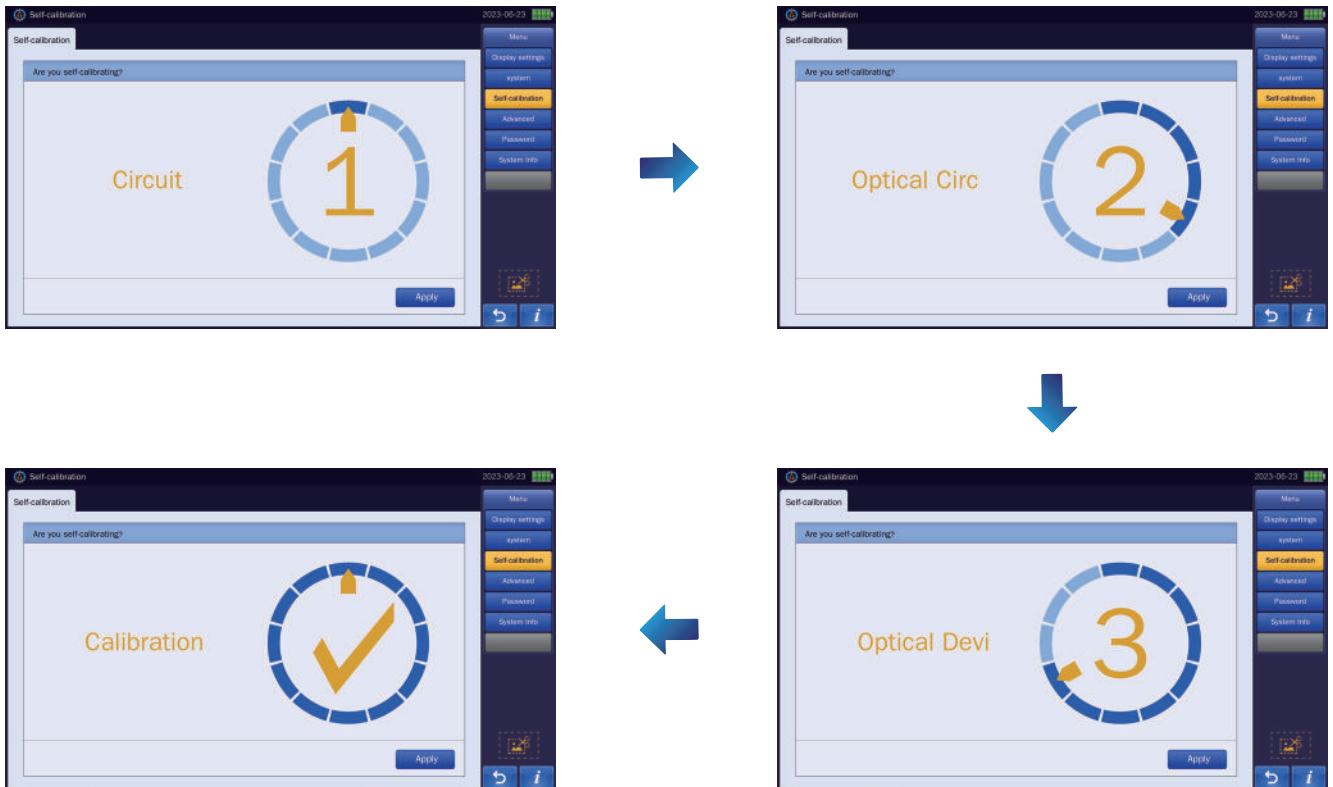 Self-calibration
2023-06-23
Self-calibration
Are you self-calibrating?
Circuit
1
Apply
Menu
Display settings
system
Self-calibration
Advanced
Password
System Info
i
Self-calibration
2023-06-23
Self-calibration
Are you self-calibrating?
Optical Circ
2
Apply
Menu
Display settings
system
Self-calibration
Advanced
Password
System Info
i
Self-calibration
2023-06-23
Self-calibration
Are you self-calibrating?
Optical Devi
3
Apply
Menu
Display settings
system
Self-calibration
Advanced
Password
System Info
i
Self-calibration
2023-06-23
Self-calibration
Are you self-calibrating?
Calibration
Apply
Menu
Display settings
system
Self-calibration
Advanced
Password
System Info
i